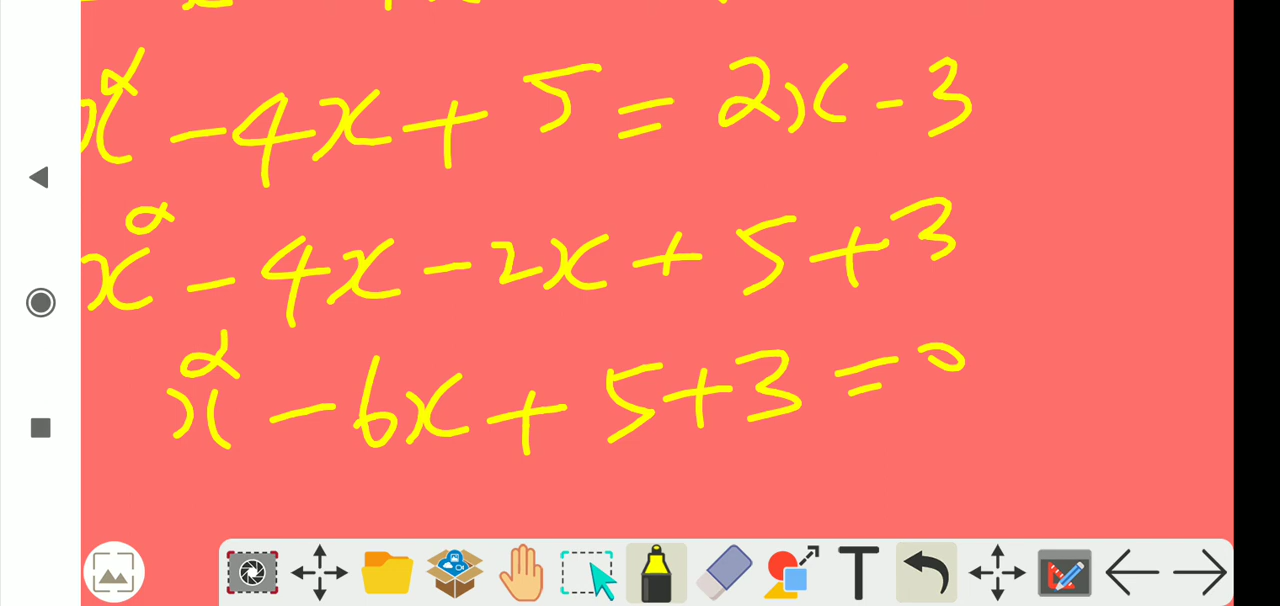 x² - 4x + 5 = 2x - 3
x² - 4x - 2x + 5 + 3
x² - 6x + 5 + 3 = 0
T